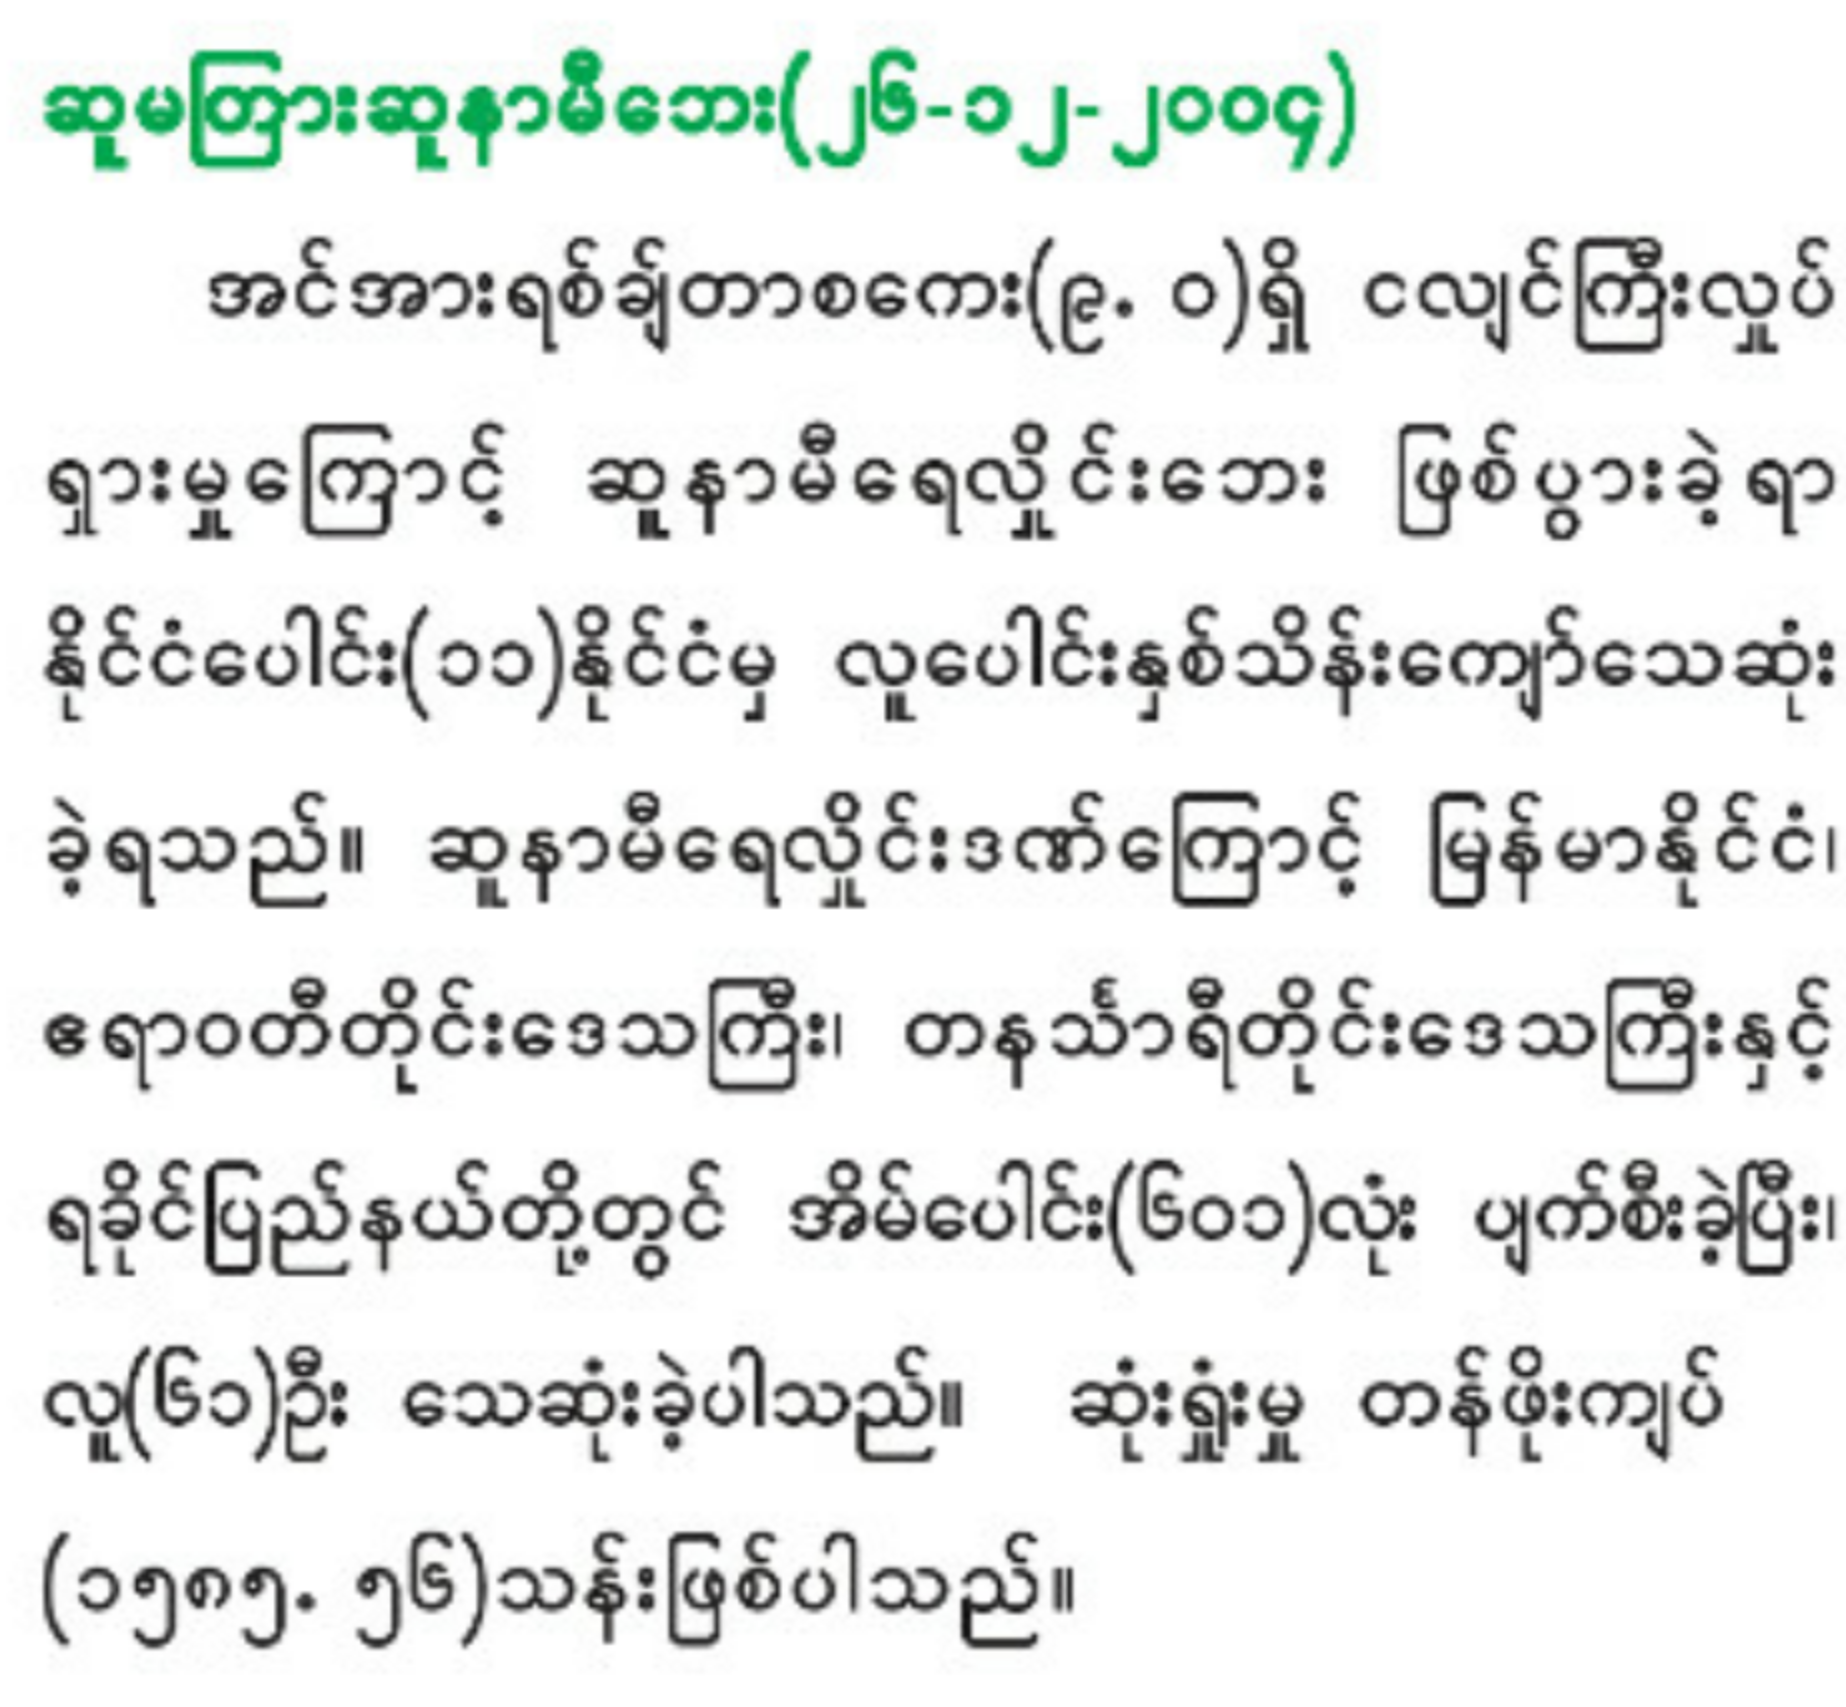 ဆူမတြားဆူနာမီဘေး(၂၆-၁၂-၂၀၀၄)
အင်အားရစ်ချ်တာစကေး(၉. ၀)ရှိ ငလျင်ကြီးလှုပ်
ရှားမှုကြောင့် ဆူနာမီရေလှိုင်းဘေး ဖြစ်ပွားခဲ့ရာ
နိုင်ငံပေါင်း(၁၁)နိုင်ငံမှ လူပေါင်းနှစ်သိန်းကျော်သေဆုံး
ခဲ့ရသည်။ ဆူနာမီရေလှိုင်းဒဏ်ကြောင့် မြန်မာနိုင်ငံ၊
ဧရာဝတီတိုင်းဒေသကြီး၊ တနင်္သာရီတိုင်းဒေသကြီးနှင့်
ရခိုင်ပြည်နယ်တို့တွင် အိမ်ပေါင်း(၆၀၁)လုံး ပျက်စီးခဲ့ပြီး၊
လူ(၆၁)ဦး သေဆုံးခဲ့ပါသည်။ ဆုံးရှုံးမှု တန်ဖိုးကျပ်
(၁၅၈၅. ၅၆)သန်းဖြစ်ပါသည်။